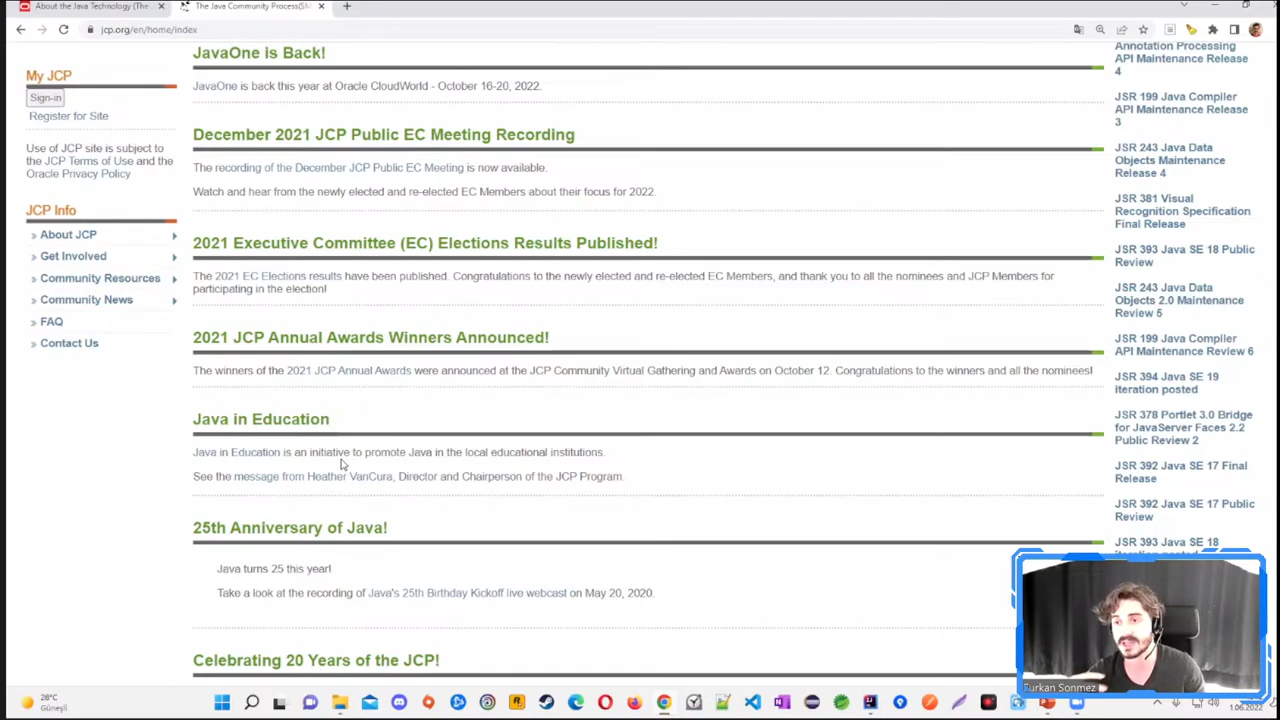 About the Java Technology (The
The Java Community Process(SM
jcp.org/en/home/index
My JCP
Sign-in
Register for Site
Use of JCP site is subject to
the JCP Terms of Use and the
Oracle Privacy Policy
JCP Info
About JCP
Get Involved
Community Resources
Community News
FAQ
Contact Us
JavaOne is Back!
JavaOne is back this year at Oracle CloudWorld - October 16-20, 2022.
December 2021 JCP Public EC Meeting Recording
The recording of the December JCP Public EC Meeting is now available.
Watch and hear from the newly elected and re-elected EC Members about their focus for 2022.
2021 Executive Committee (EC) Elections Results Published!
The 2021 EC Elections results have been published. Congratulations to the newly elected and re-elected EC Members, and thank you to all the nominees and JCP Members for
participating in the election!
2021 JCP Annual Awards Winners Announced!
The winners of the 2021 JCP Annual Awards were announced at the JCP Community Virtual Gathering and Awards on October 12. Congratulations to the winners and all the nominees!
Java in Education
Java in Education is an initiative to promote Java in the local educational institutions.
See the message from Heather VanCura, Director and Chairperson of the JCP Program.
25th Anniversary of Java!
Java turns 25 this year!
Take a look at the recording of Java's 25th Birthday Kickoff live webcast on May 20, 2020.
Celebrating 20 Years of the JCP!
Annotation Processing
API Maintenance Release
4
JSR 199 Java Compiler
API Maintenance Release
3
JSR 243 Java Data
Objects Maintenance
Release 4
JSR 381 Visual
Recognition Specification
Final Release
JSR 393 Java SE 18 Public
Review
JSR 243 Java Data
Objects 2.0 Maintenance
Review 5
JSR 199 Java Compiler
API Maintenance Review 6
JSR 394 Java SE 19
iteration posted
JSR 378 Portlet 3.0 Bridge
for JavaServer Faces 2.2
Public Review 2
JSR 392 Java SE 17 Final
Release
JSR 392 Java SE 17 Public
Review
JSR 393 Java SE 18
iteration posted
Furkan Sonmez
28°C
Güneşli
1.06.2022